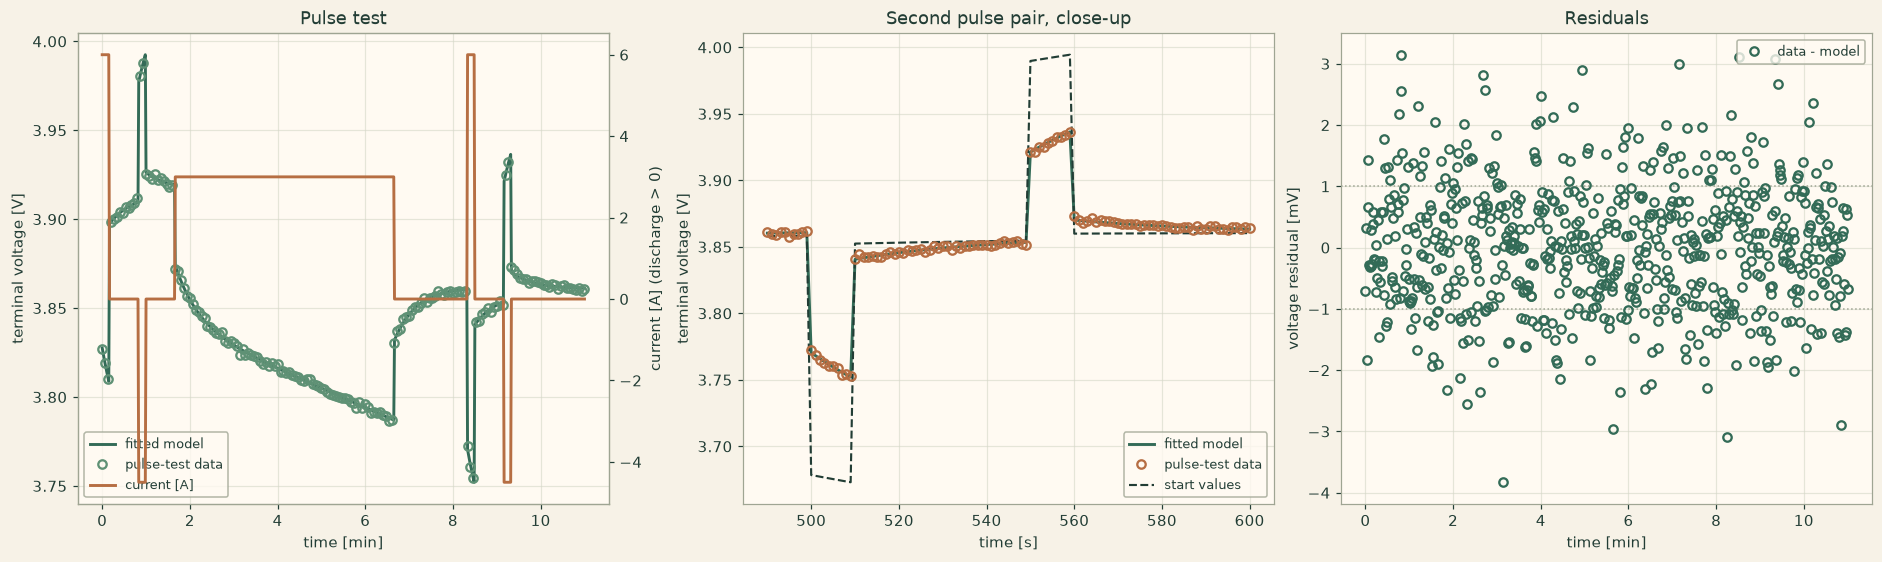 Pulse test
4.00
3.95
3.90
3.85
3.80
3.75
terminal voltage [V]
6
4
2
0
−2
−4
current [A] (discharge > 0)
fitted model
pulse-test data
current [A]
0 2 4 6 8 10
time [min]
Second pulse pair, close-up
4.00
3.95
3.90
3.85
3.80
3.75
3.70
terminal voltage [V]
fitted model
pulse-test data
start values
500 520 540 560 580 600
time [s]
Residuals
3
2
1
0
−1
−2
−3
−4
voltage residual [mV]
data - model
0 2 4 6 8 10
time [min]